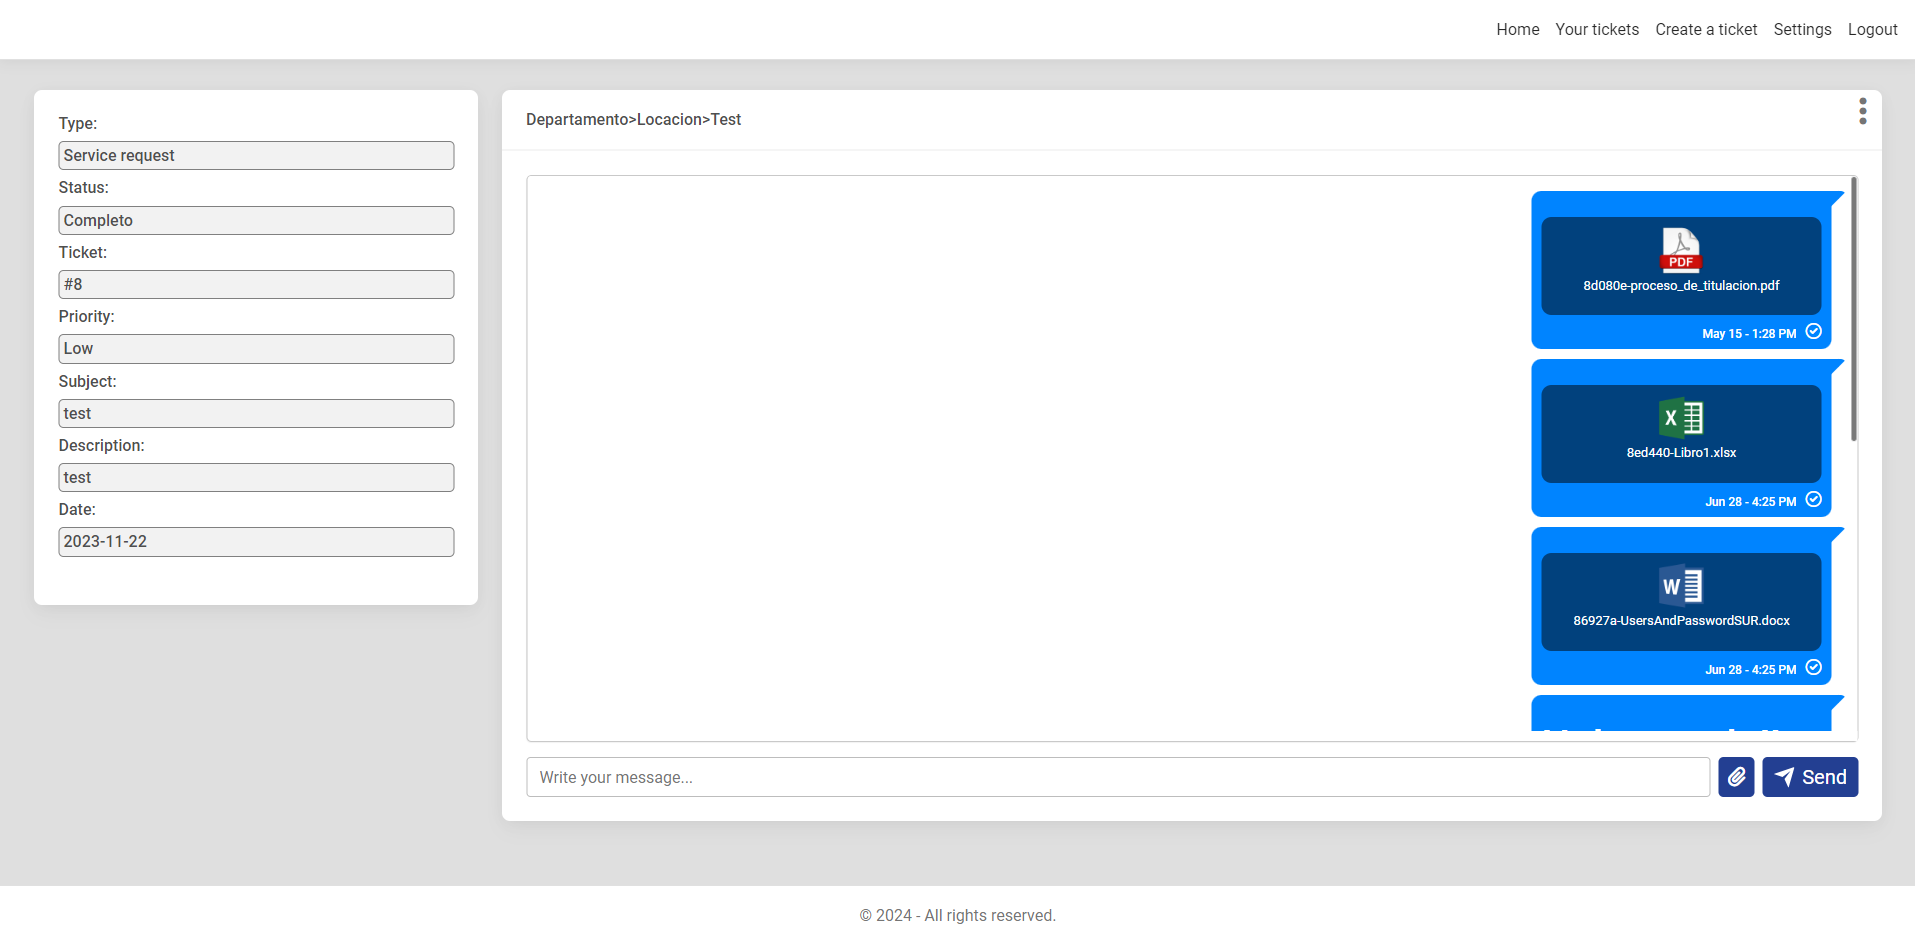 Home Your tickets Create a ticket Settings Logout
Type:
Service request
Status:
Completo
Ticket:
#8
Priority:
Low
Subject:
test
Description:
test
Date:
2023-11-22
Departamento>Locacion>Test
PDF
8d080e-proceso_de_titulacion.pdf
May 15 - 1:28 PM
X
8ed440-Libro1.xlsx
Jun 28 - 4:25 PM
W
86927a-UsersAndPasswordSUR.docx
Jun 28 - 4:25 PM
Write your message...
Send
© 2024 - All rights reserved.